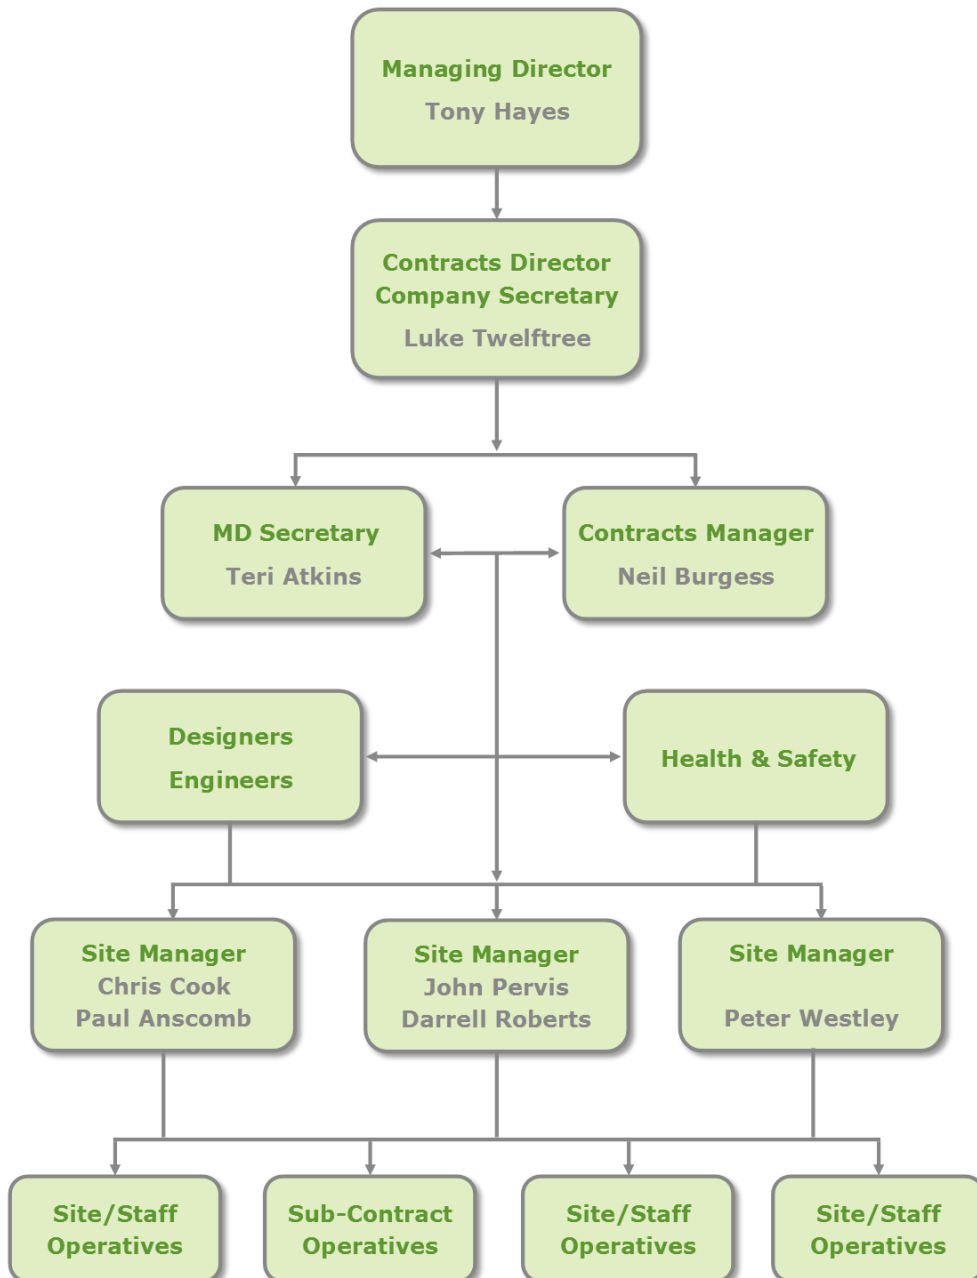 Managing Director
Tony Hayes
Contracts Director
Company Secretary
Luke Twelftree
MD Secretary
Teri Atkins
Contracts Manager
Neil Burgess
Designers
Engineers
Health & Safety
Site Manager
Chris Cook
Paul Anscomb
Site Manager
John Pervis
Darrell Roberts
Site Manager
Peter Westley
Site/Staff
Operatives
Sub-Contract
Operatives
Site/Staff
Operatives
Site/Staff
Operatives